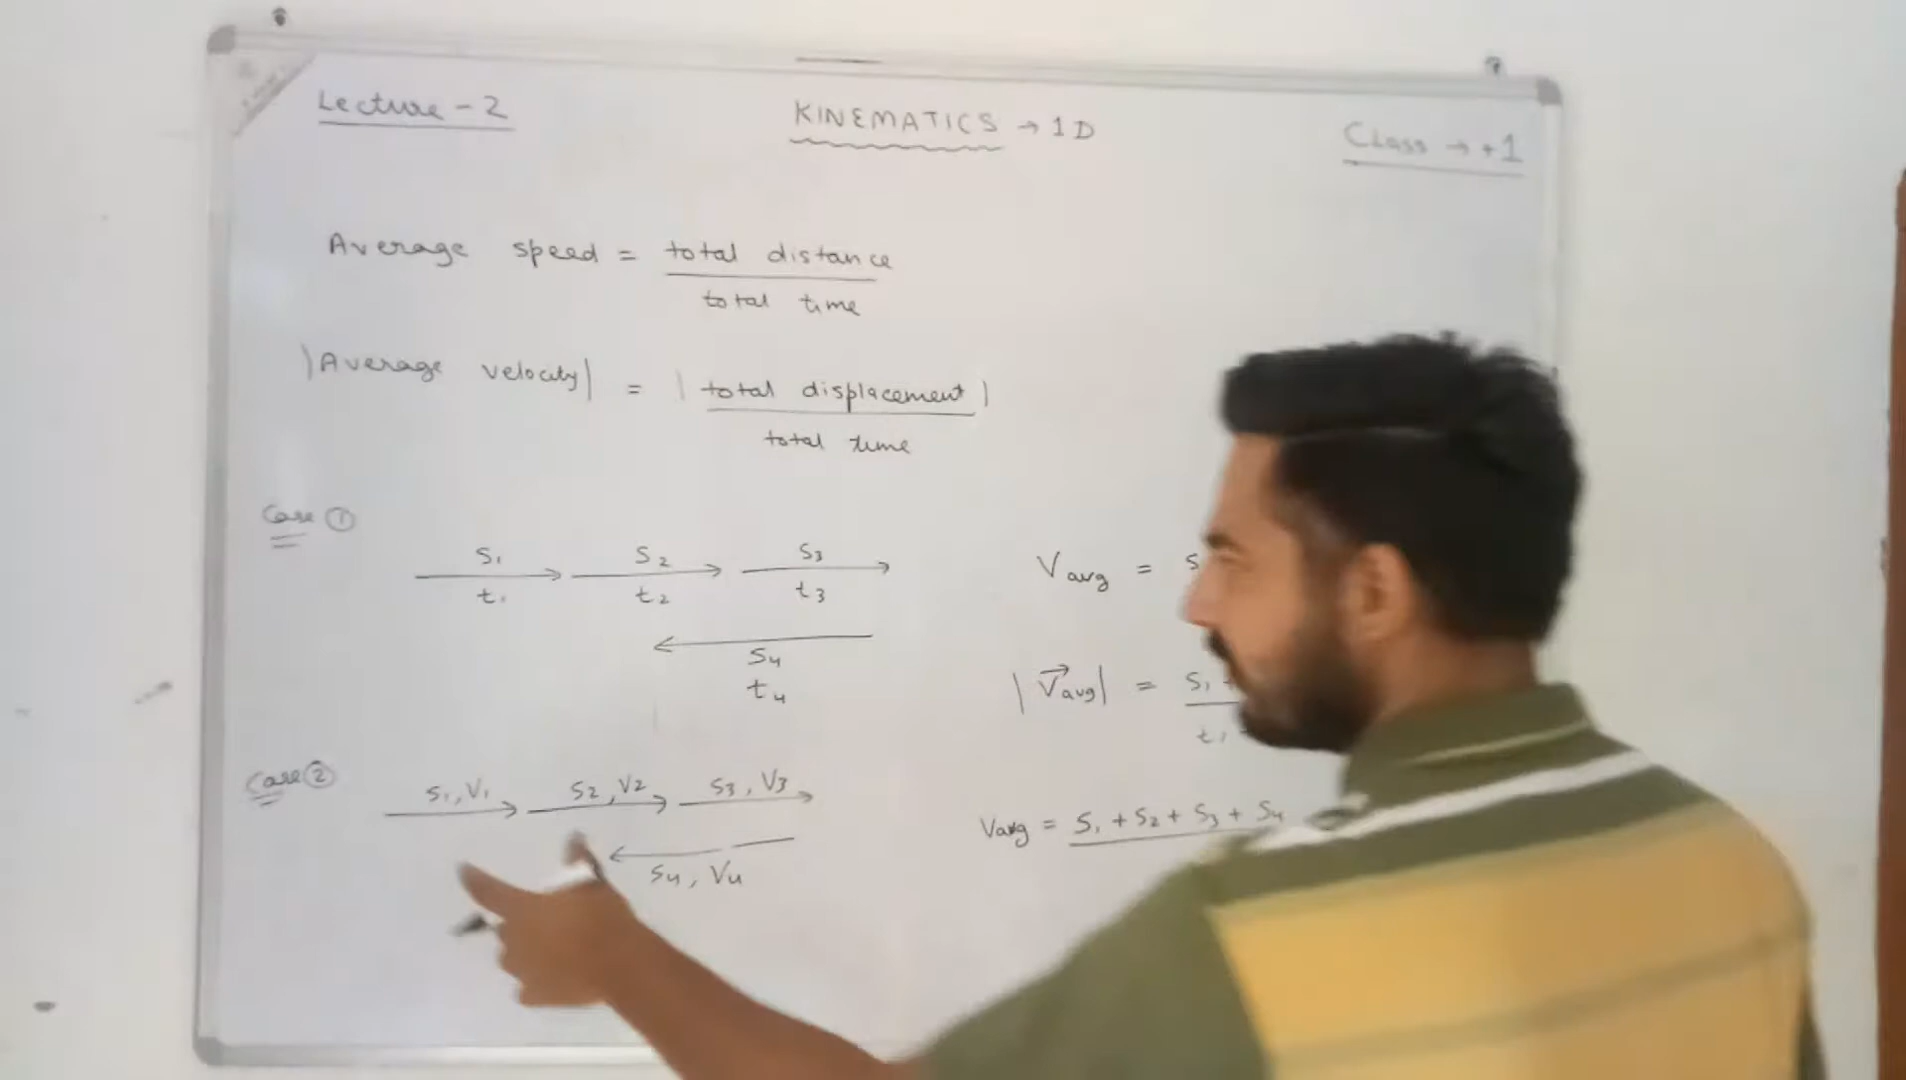 Lecture - 2
KINEMATICS → 1D
Class → +1
Average speed = total distance
total time
|Average velocity| = | total displacement |
total time
Case ①
S₁ S₂ S₃
t₁ t₂ t₃
S₄
t₄
Vavg = S
|V⃗avg| = S₁ +
t₁
Case ②
S₁, V₁ S₂, V₂ S₃, V₃
S₄, V₄
Vavg = S₁ + S₂ + S₃ + S₄